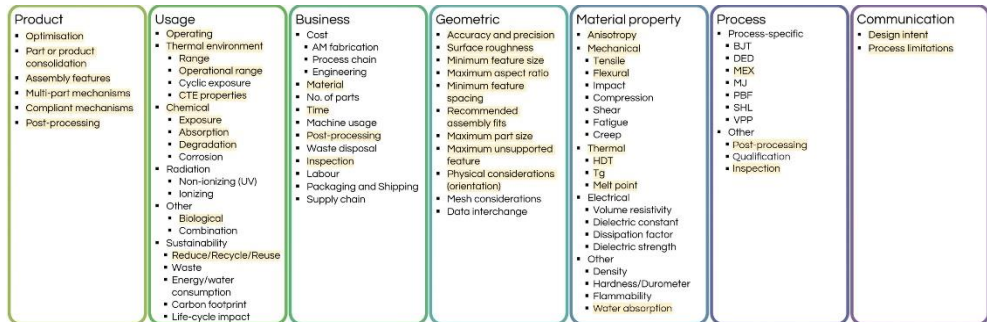 Product
Optimisation
Part or product
consolidation
Assembly features
Multi-part mechanisms
Compliant mechanisms
Post-processing
Usage
Operating
Thermal environment
Range
Operational range
Cyclic exposure
CTE properties
Chemical
Exposure
Absorption
Degradation
Corrosion
Radiation
Non-ionizing (UV)
Ionizing
Other
Biological
Combination
Sustainability
Reduce/Recycle/Reuse
Waste
Energy/water
consumption
Carbon footprint
Life-cycle impact
Business
Cost
AM fabrication
Process chain
Engineering
Material
No. of parts
Time
Machine usage
Post-processing
Waste disposal
Inspection
Labour
Packaging and Shipping
Supply chain
Geometric
Accuracy and precision
Surface roughness
Minimum feature size
Maximum aspect ratio
Minimum feature
spacing
Recommended
assembly fits
Maximum part size
Maximum unsupported
feature
Physical considerations
(orientation)
Mesh considerations
Data interchange
Material property
Anisotropy
Mechanical
Tensile
Flexural
Impact
Compression
Shear
Fatigue
Creep
Thermal
HDT
Tg
Melt point
Electrical
Volume resistivity
Dielectric constant
Dissipation factor
Dielectric strength
Other
Density
Hardness/Durometer
Flammability
Water absorption
Process
Process-specific
BJT
DED
MEX
MJ
PBF
SHL
VPP
Other
Post-processing
Qualification
Inspection
Communication
Design intent
Process limitations